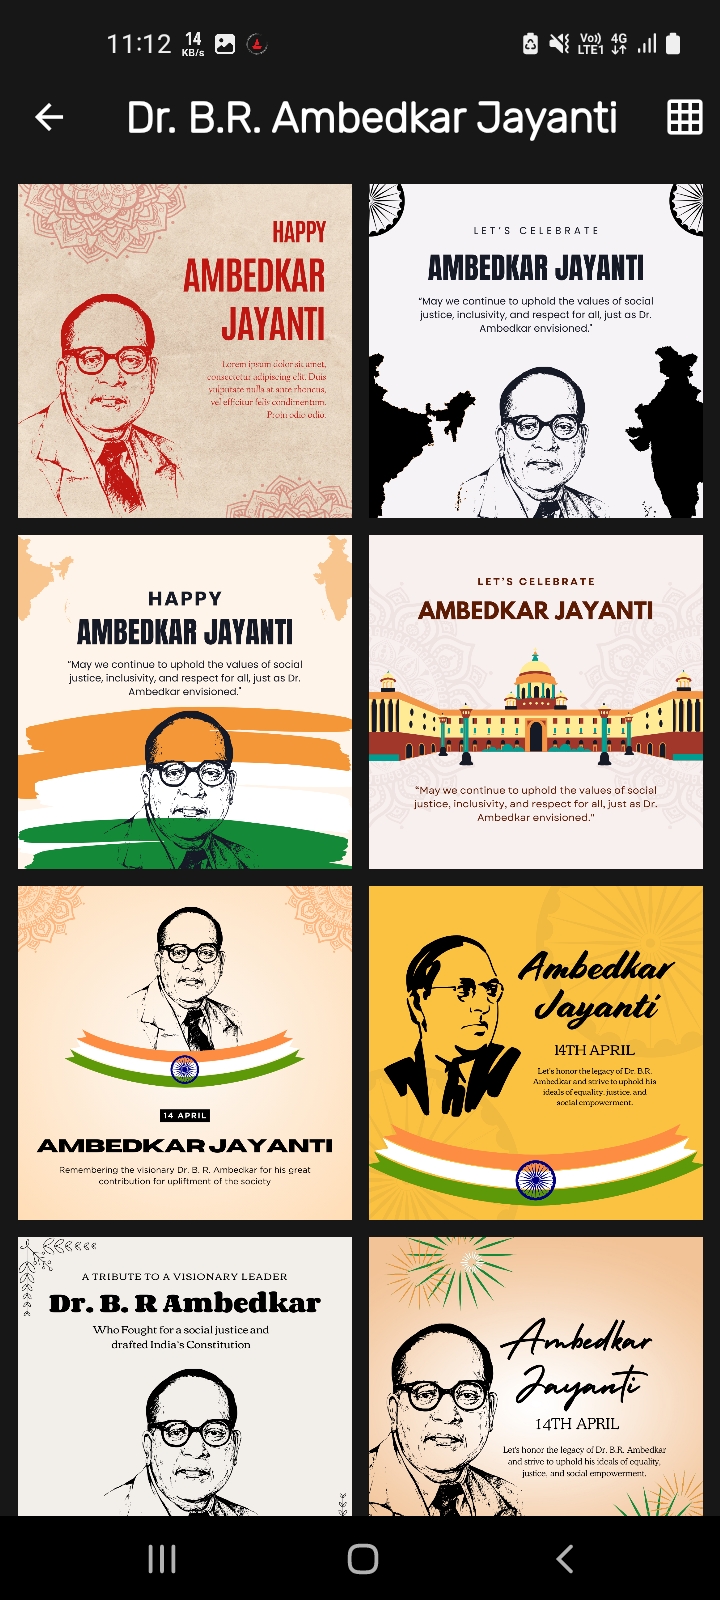 11:12
14
KB/s
Vo))
LTE1
4G
Dr. B.R. Ambedkar Jayanti
HAPPY
AMBEDKAR
JAYANTI
Lorem ipsum dolor sit amet,
consectetur adipiscing elit. Duis
vulputate nulla at ante rhoncus,
vel efficitur felis condimentum.
Proin odio odio.
LET'S CELEBRATE
AMBEDKAR JAYANTI
"May we continue to uphold the values of social
justice, inclusivity, and respect for all, just as Dr.
Ambedkar envisioned."
HAPPY
AMBEDKAR JAYANTI
"May we continue to uphold the values of social
justice, inclusivity, and respect for all, just as Dr.
Ambedkar envisioned."
LET'S CELEBRATE
AMBEDKAR JAYANTI
"May we continue to uphold the values of social
justice, inclusivity, and respect for all, just as Dr.
Ambedkar envisioned."
14 APRIL
AMBEDKAR JAYANTI
Remembering the visionary Dr. B. R. Ambedkar for his great
contribution for upliftment of the society
Ambedkar
Jayanti
14TH APRIL
Let's honor the legacy of Dr. B.R.
Ambedkar and strive to uphold his
ideals of equality, justice, and
social empowerment.
A TRIBUTE TO A VISIONARY LEADER
Dr. B. R Ambedkar
Who Fought for a social justice and
drafted India's Constitution
Ambedkar
Jayanti
14TH APRIL
Let's honor the legacy of Dr. B.R. Ambedkar
and strive to uphold his ideals of equality,
justice, and social empowerment.